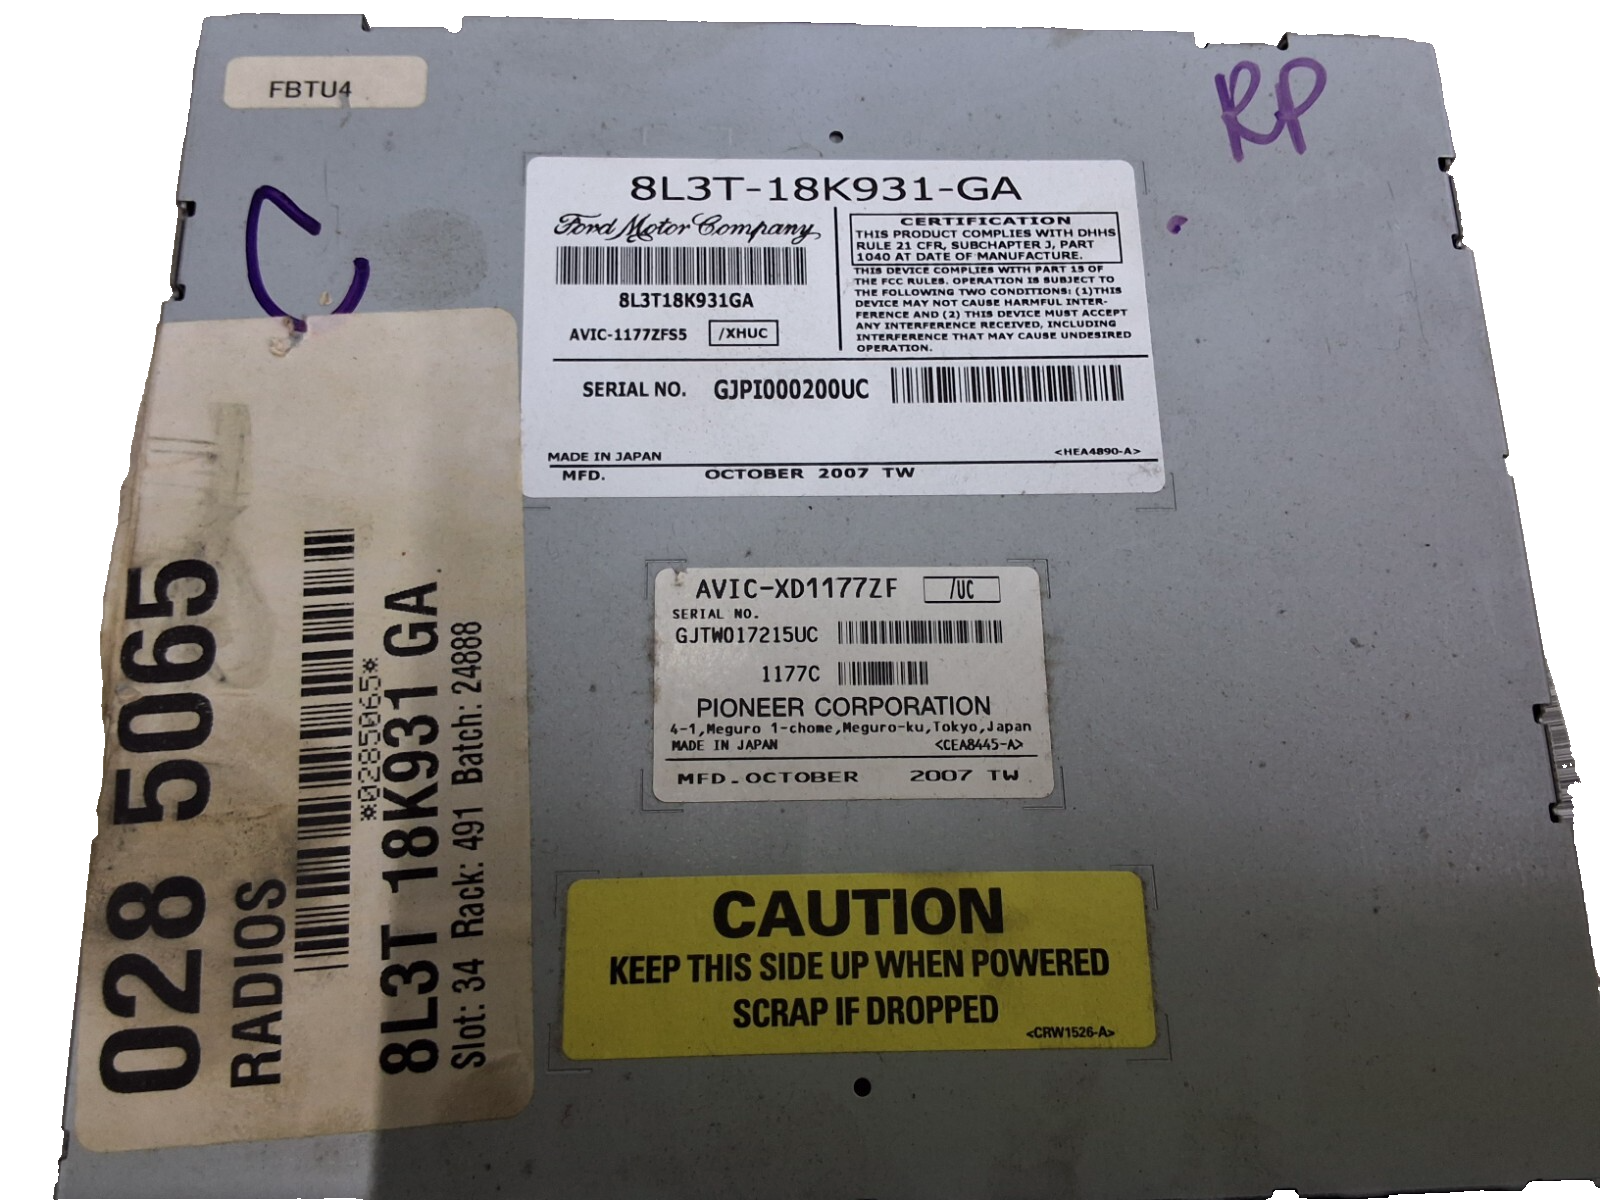 FBTU4
RP
C
8L3T-18K931-GA
Ford Motor Company
8L3T18K931GA
AVIC-1177ZFS5 /XHUC
CERTIFICATION
THIS PRODUCT COMPLIES WITH DHHS
RULE 21 CFR, SUBCHAPTER J, PART
1040 AT DATE OF MANUFACTURE.
THIS DEVICE COMPLIES WITH PART 15 OF
THE FCC RULES. OPERATION IS SUBJECT TO
THE FOLLOWING TWO CONDITIONS: (1)THIS
DEVICE MAY NOT CAUSE HARMFUL INTER-
FERENCE AND (2) THIS DEVICE MUST ACCEPT
ANY INTERFERENCE RECEIVED, INCLUDING
INTERFERENCE THAT MAY CAUSE UNDESIRED
OPERATION.
SERIAL NO. GJPI000200UC
MADE IN JAPAN <HEA4890-A>
MFD. OCTOBER 2007 TW
AVIC-XD1177ZF /UC
SERIAL NO.
GJTW017215UC
1177C
PIONEER CORPORATION
4-1,Meguro 1-chome,Meguro-ku,Tokyo,Japan
MADE IN JAPAN <CEA8445-A>
MFD.OCTOBER 2007 TW
CAUTION
KEEP THIS SIDE UP WHEN POWERED
SCRAP IF DROPPED
<CRW1526-A>
028 5065
RADIOS
*0285065*
8L3T 18K931 GA
Slot: 34 Rack: 491 Batch: 24888